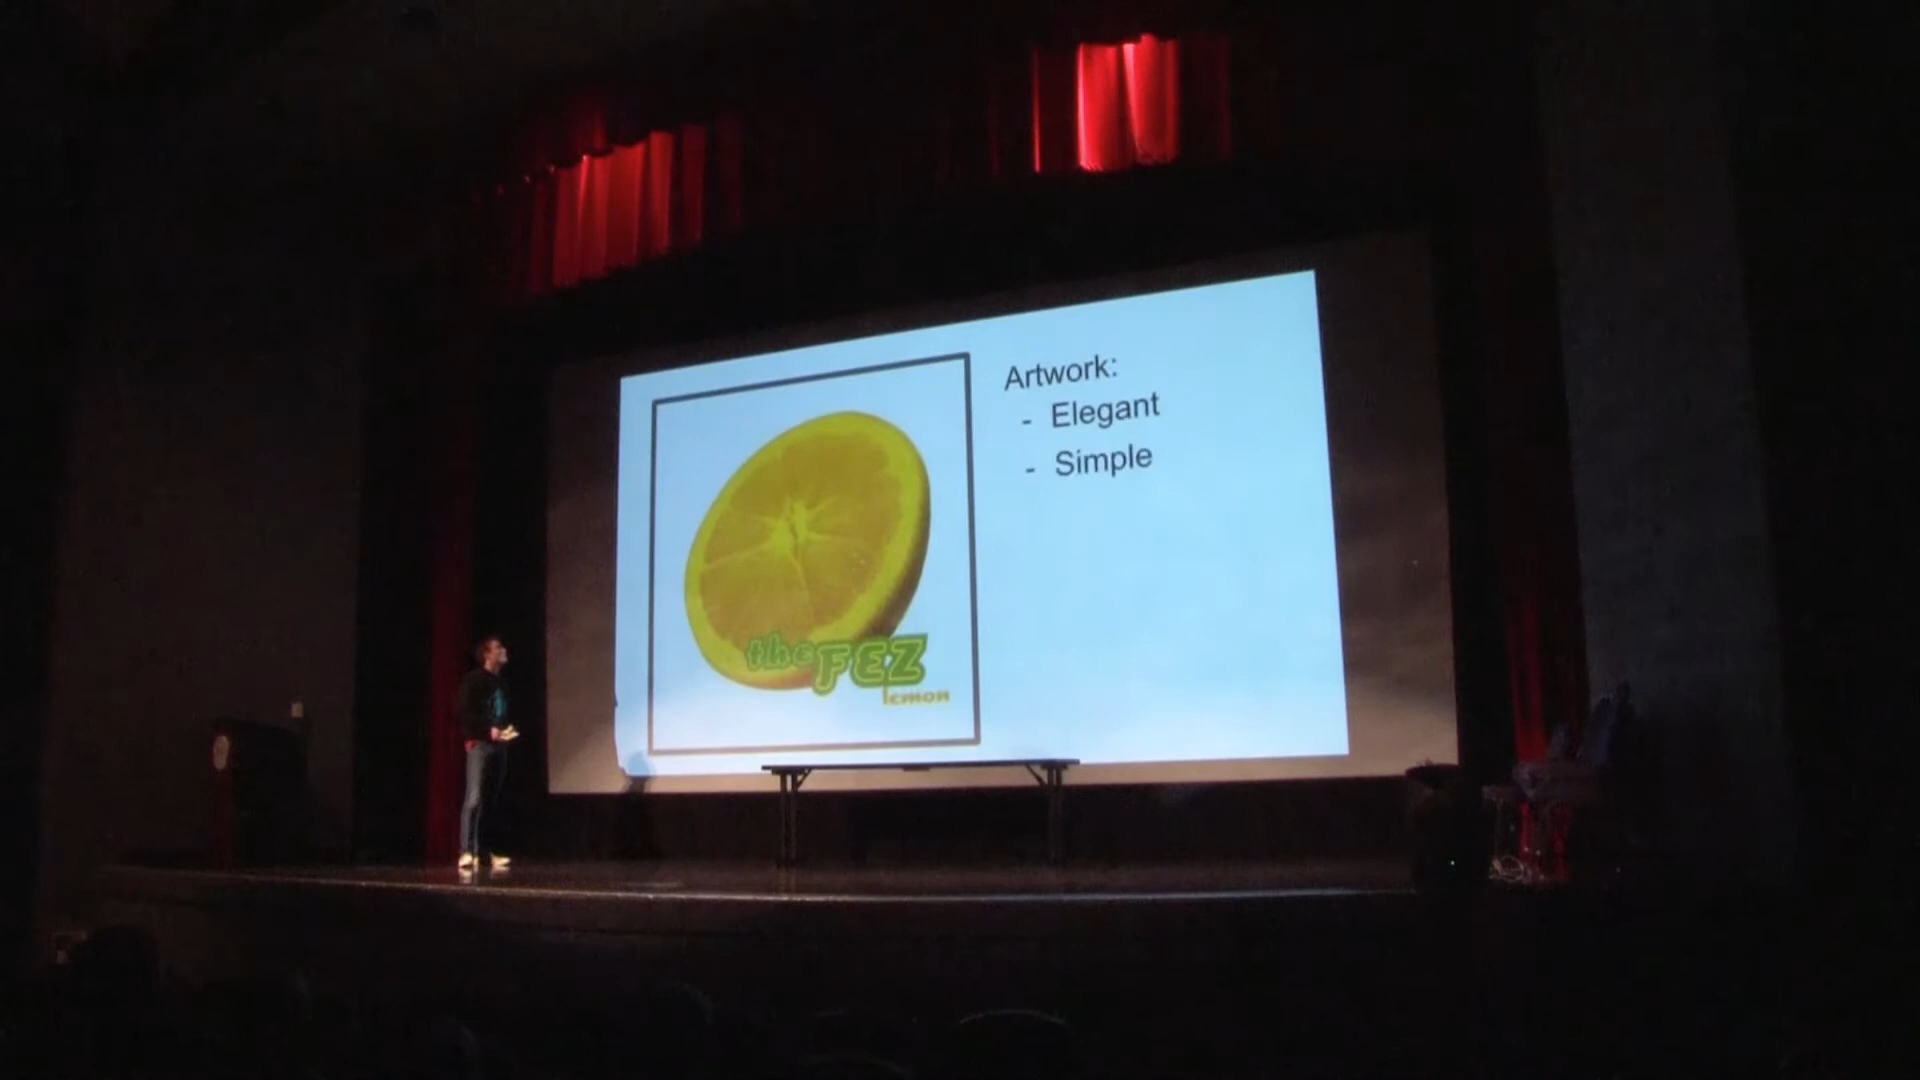 Artwork:
- Elegant
- Simple
the FEZ
lemon